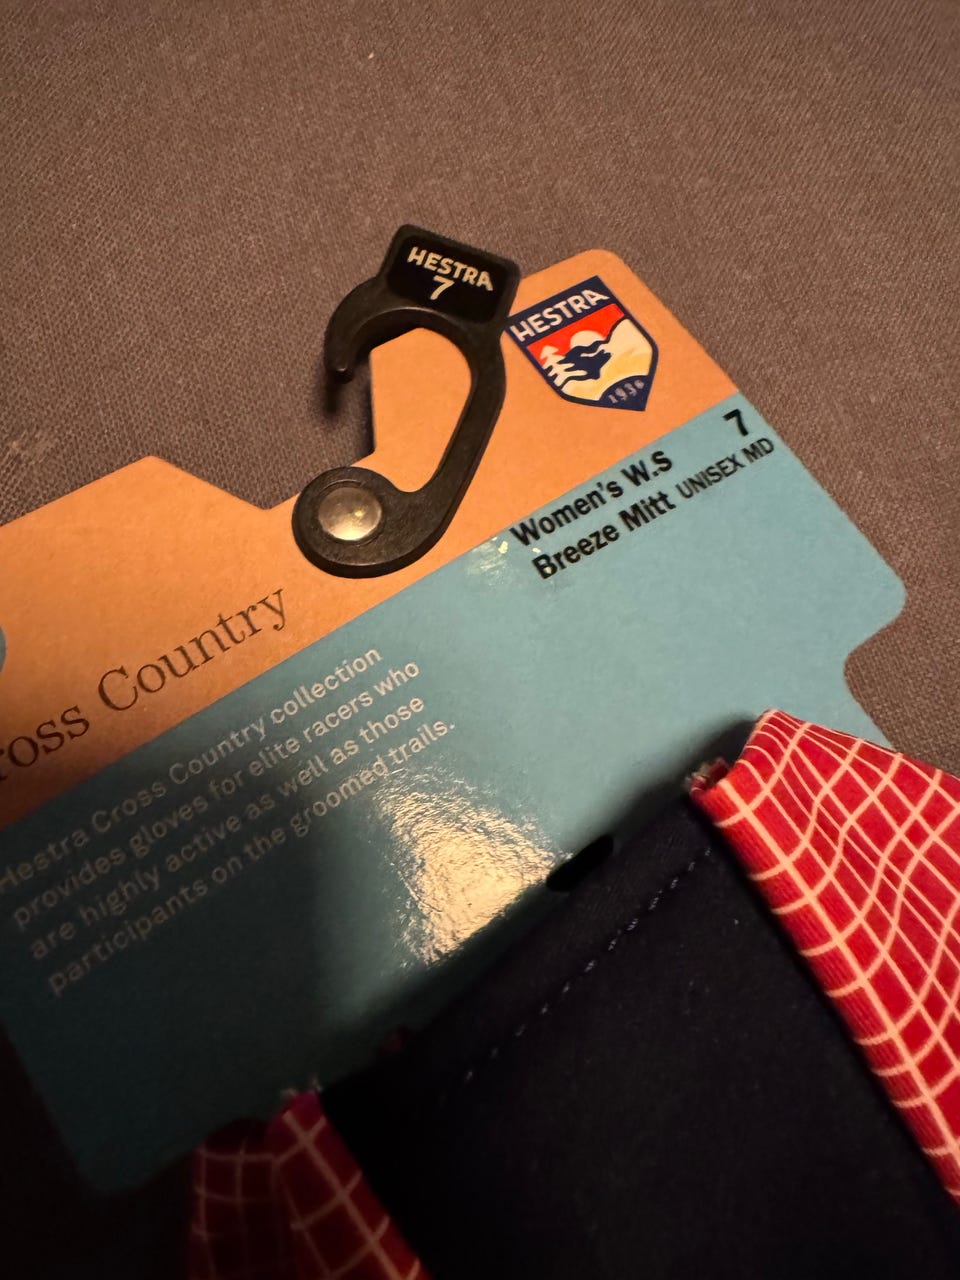 HESTRA
7
HESTRA
1936
7
Women's W.S
Breeze Mitt UNISEX MD
ross Country
Hestra Cross Country collection
provides gloves for elite racers who
are highly active as well as those
participants on the groomed trails.